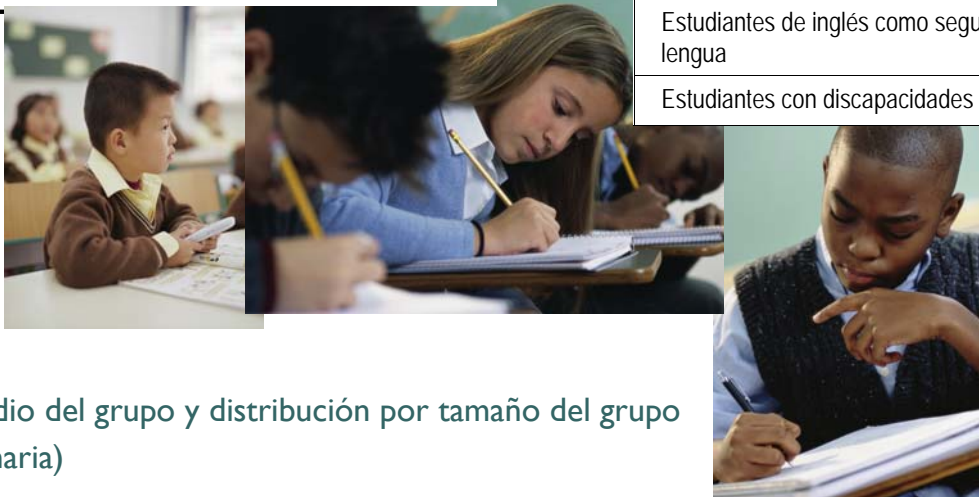 Estudiantes de inglés como segu
lengua
Estudiantes con discapacidades
dio del grupo y distribución por tamaño del grupo
naria)